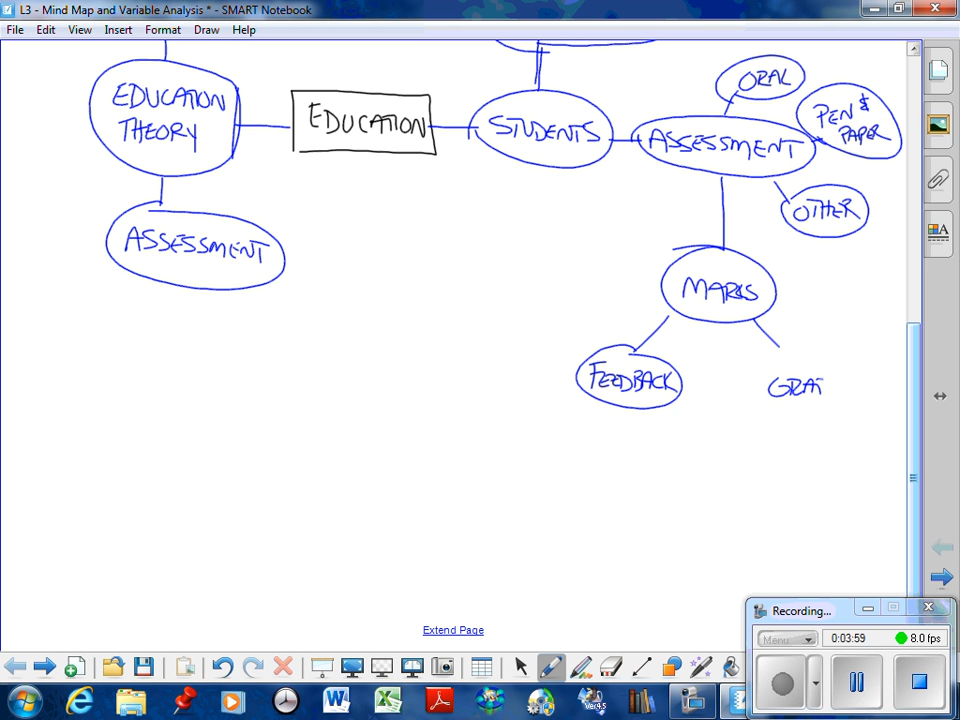 L3 - Mind Map and Variable Analysis * - SMART Notebook
File Edit View Insert Format Draw Help
ORAL
EDUCATION
THEORY
EDUCATION
STUDENTS
ASSESSMENT
PEN &
PAPER
OTHER
ASSESSMENT
MARKS
FEEDBACK
GRA
Extend Page
Recording...
Menu
0:03:59
8.0 fps
Ver4.5